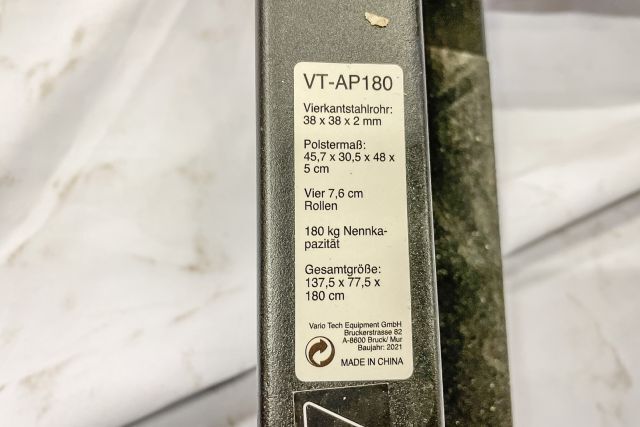 VT-AP180
Vierkantstahlrohr:
38 x 38 x 2 mm
Polstermaß:
45,7 x 30,5 x 48 x
5 cm
Vier 7,6 cm
Rollen
180 kg Nennka-
pazität
Gesamtgröße:
137,5 x 77,5 x
180 cm
Vario Tech Equipment GmbH
Bruckerstrasse 82
A-8600 Bruck/ Mur
Baujahr: 2021
MADE IN CHINA